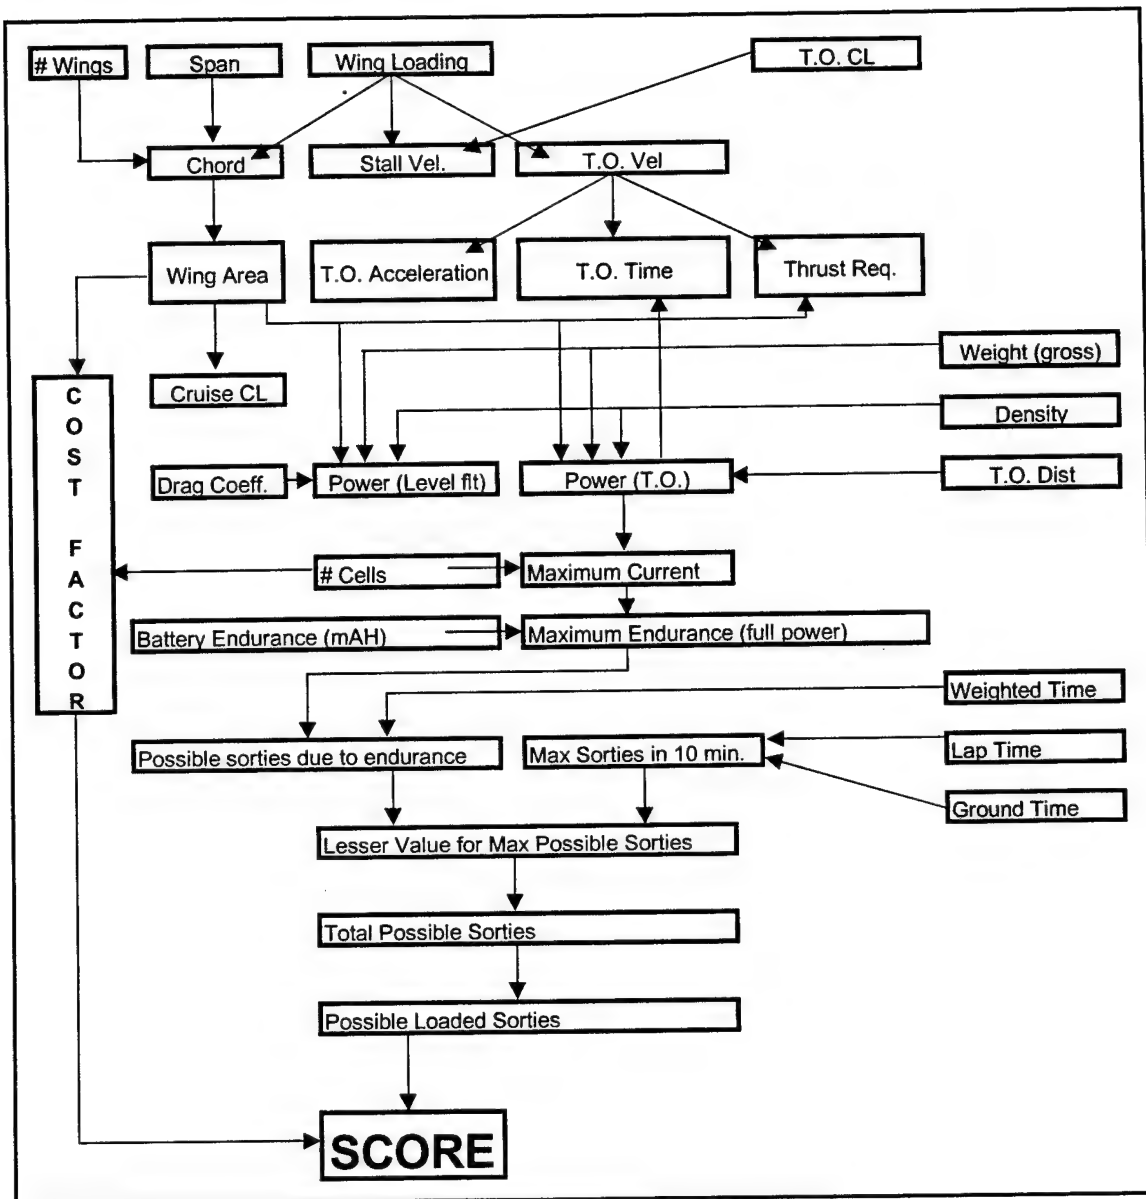 # Wings
Span
Wing Loading
T.O. CL
Chord
Stall Vel.
T.O. Vel
Wing Area
T.O. Acceleration
T.O. Time
Thrust Req.
Weight (gross)
Cruise CL
Density
COST FACTOR
Drag Coeff.
Power (Level flt)
Power (T.O.)
T.O. Dist
# Cells
Maximum Current
Battery Endurance (mAH)
Maximum Endurance (full power)
Weighted Time
Possible sorties due to endurance
Max Sorties in 10 min.
Lap Time
Ground Time
Lesser Value for Max Possible Sorties
Total Possible Sorties
Possible Loaded Sorties
SCORE